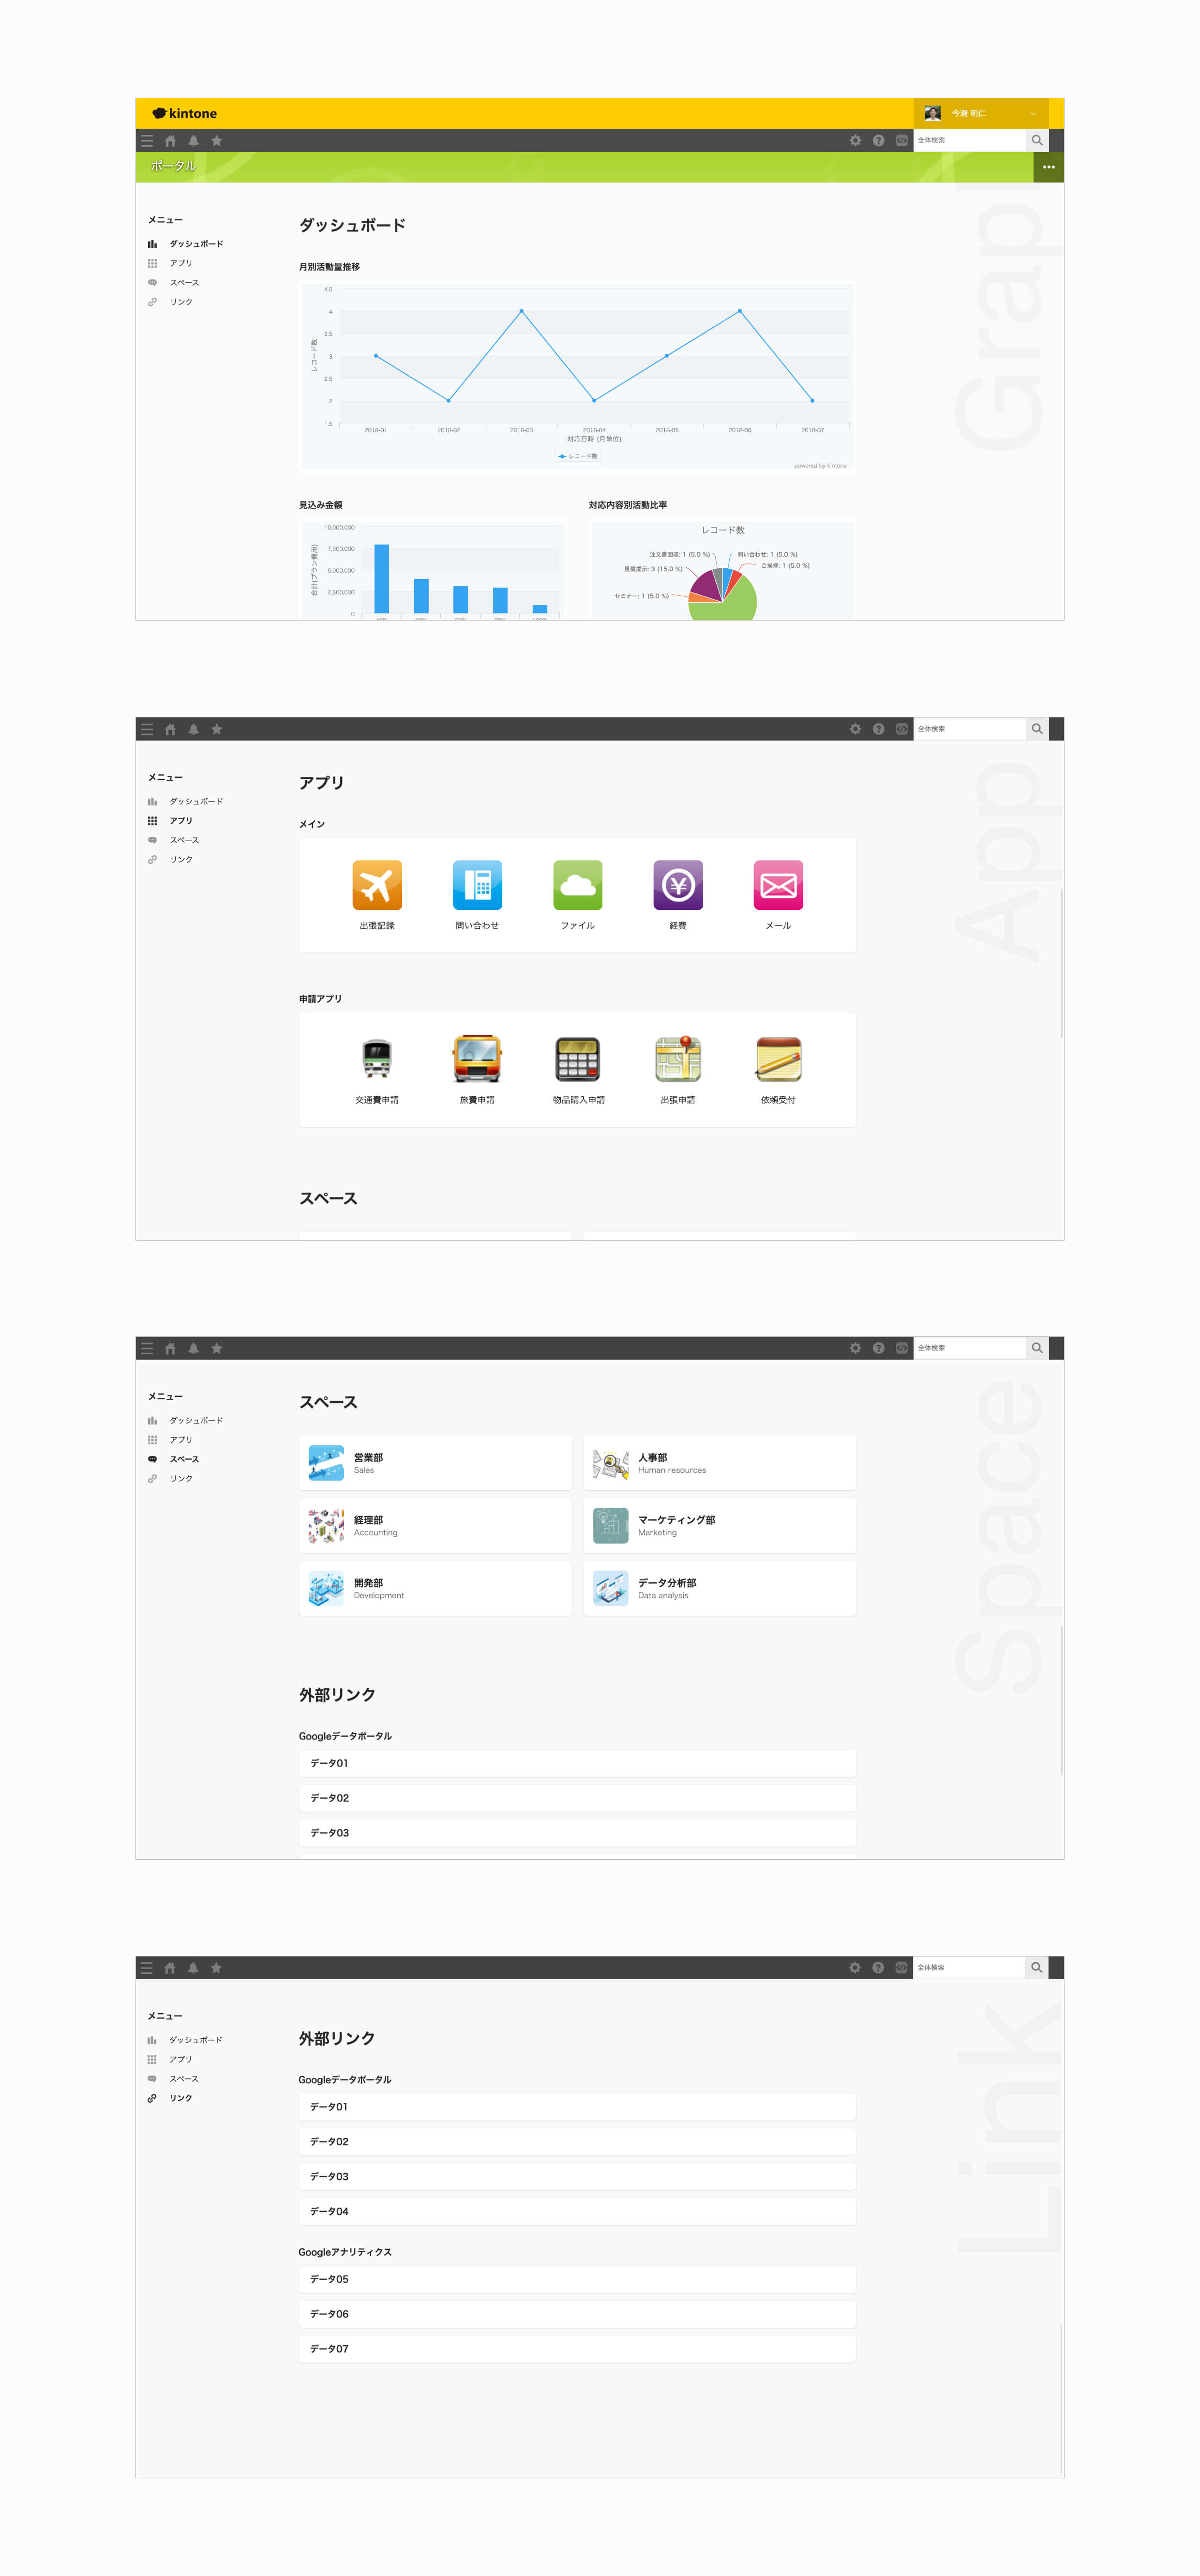 kintone
今瀬 明仁
全体検索
ポータル
メニュー
ダッシュボード
アプリ
スペース
リンク
ダッシュボード
月別活動量推移
4.5
4
3.5
3
2.5
2
1.5
レコード数
2018-01
2018-02
2018-03
2018-04
2018-05
2018-06
2018-07
対応日時 (月単位)
レコード数
powered by kintone
見込み金額
10,000,000
7,500,000
5,000,000
2,500,000
0
合計(プラン費用)
対応内容別活動比率
レコード数
注文書回収: 1 (5.0 %)
問い合わせ: 1 (5.0 %)
見積提示: 3 (15.0 %)
ご挨拶: 1 (5.0 %)
セミナー: 1 (5.0 %)
全体検索
メニュー
ダッシュボード
アプリ
スペース
リンク
アプリ
メイン
出張記録
問い合わせ
ファイル
経費
メール
申請アプリ
交通費申請
旅費申請
物品購入申請
出張申請
依頼受付
スペース
App
全体検索
メニュー
ダッシュボード
アプリ
スペース
リンク
スペース
営業部
Sales
人事部
Human resources
経理部
Accounting
マーケティング部
Marketing
開発部
Development
データ分析部
Data analysis
外部リンク
Googleデータポータル
データ01
データ02
データ03
Space
全体検索
メニュー
ダッシュボード
アプリ
スペース
リンク
外部リンク
Googleデータポータル
データ01
データ02
データ03
データ04
Googleアナリティクス
データ05
データ06
データ07
Link